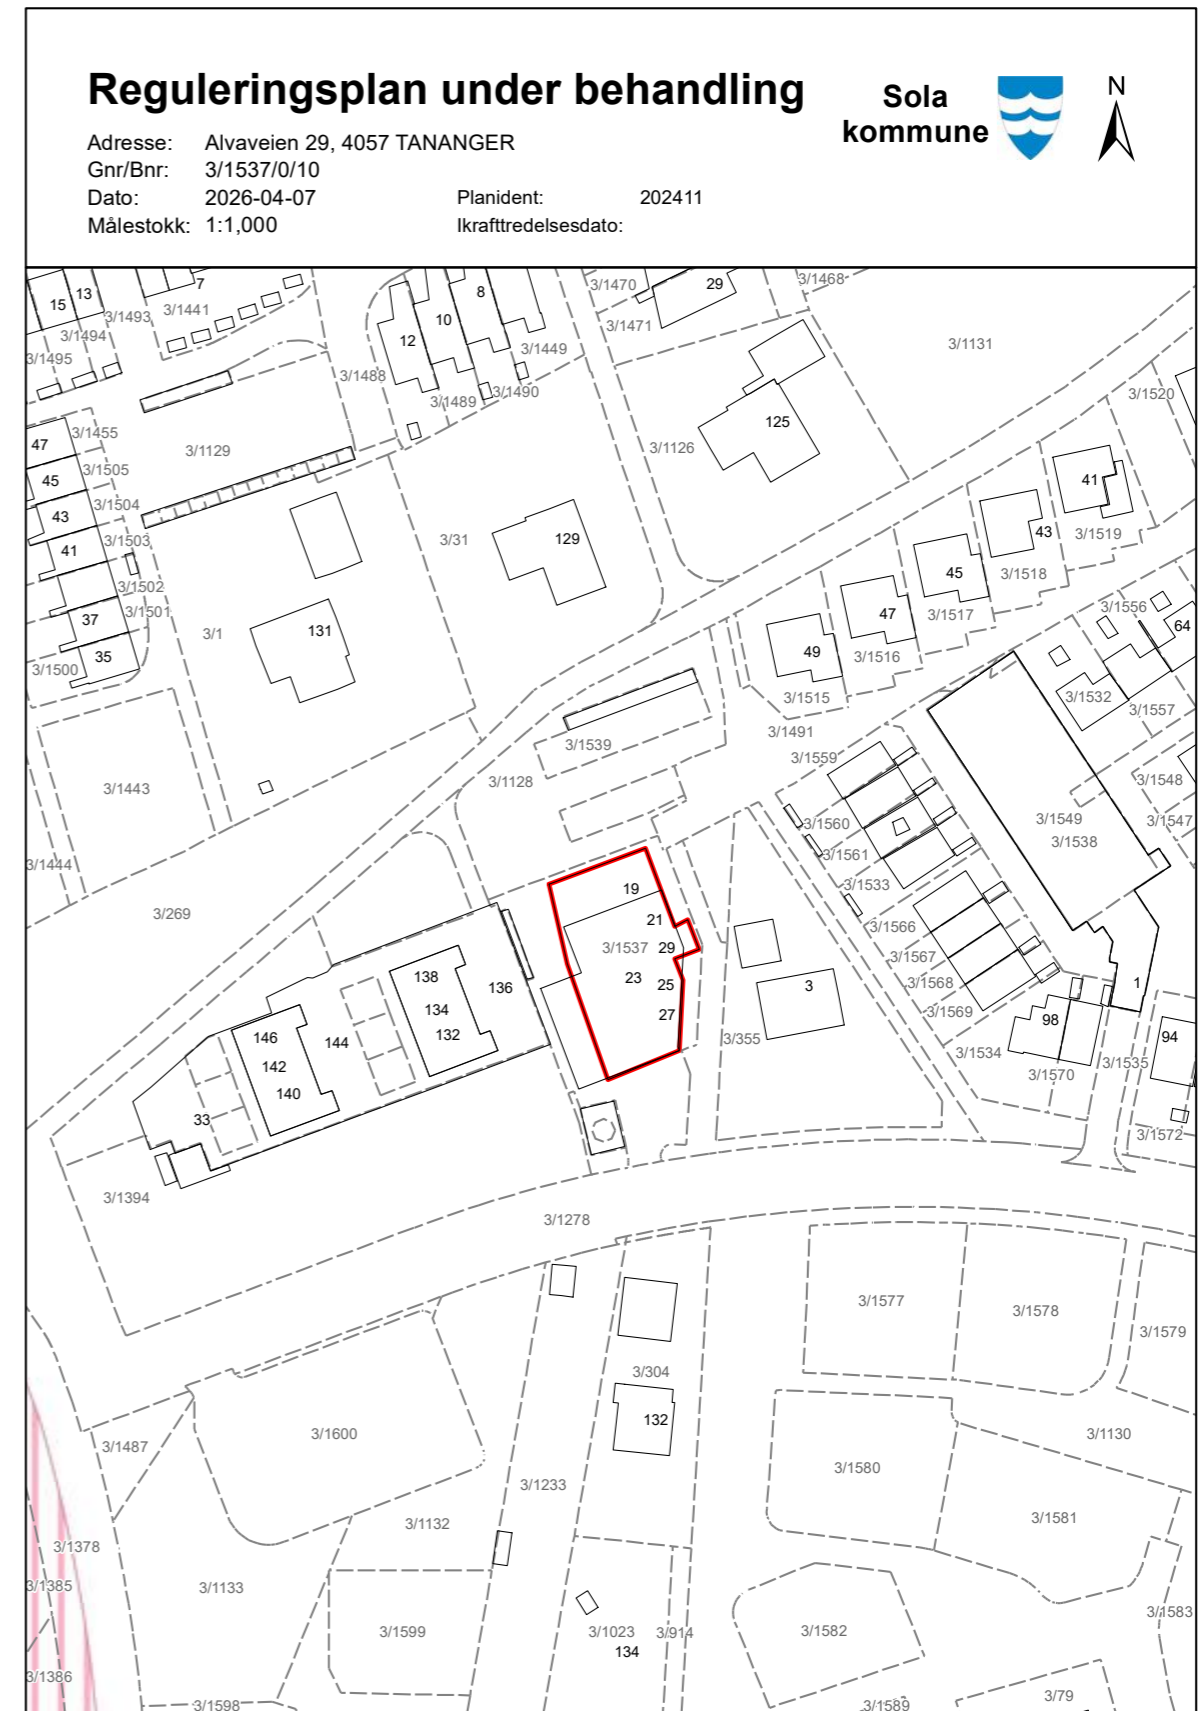 Reguleringsplan under behandling
Sola
kommune
N
Adresse: Alvaveien 29, 4057 TANANGER
Gnr/Bnr: 3/1537/0/10
Dato: 2026-04-07 Planident: 202411
Målestokk: 1:1,000 Ikrafttredelsesdato:
15 13 3/1493 3/1441 7 8 3/1470 29 3/1468
3/1494 12 10 3/1471
3/1495 3/1449 3/1131
3/1488 3/1489 3/1490 3/1520
47 3/1455 3/1129 3/1126 125
45 3/1505 41
43 3/1504 43 3/1519
41 3/1503 3/31 129 45 3/1518
3/1502 3/1517 3/1556
37 3/1501 3/1 131 47 64
35 3/1500 49 3/1516
3/1515 3/1532 3/1557
3/1539 3/1491
3/1443 3/1128 3/1559 3/1548
3/1560 3/1549 3/1547
3/1444 3/1561 3/1538
3/269 19 3/1533
21 3/1566
3/1537 29 3/1567
138 136 23 25 3 3/1568 1
134 27 3/1569 98
146 144 132 3/355 3/1534 94
142 3/1570 3/1535
140
33 3/1572
3/1394
3/1278
3/1577 3/1578 3/1579
3/304
132
3/1487 3/1600 3/1130
3/1233 3/1580
3/1132 3/1581
3/1378
3/1385 3/1133
3/1599 3/1023 3/914 3/1582 3/1583
134
3/1386
3/1598 3/1589 3/79